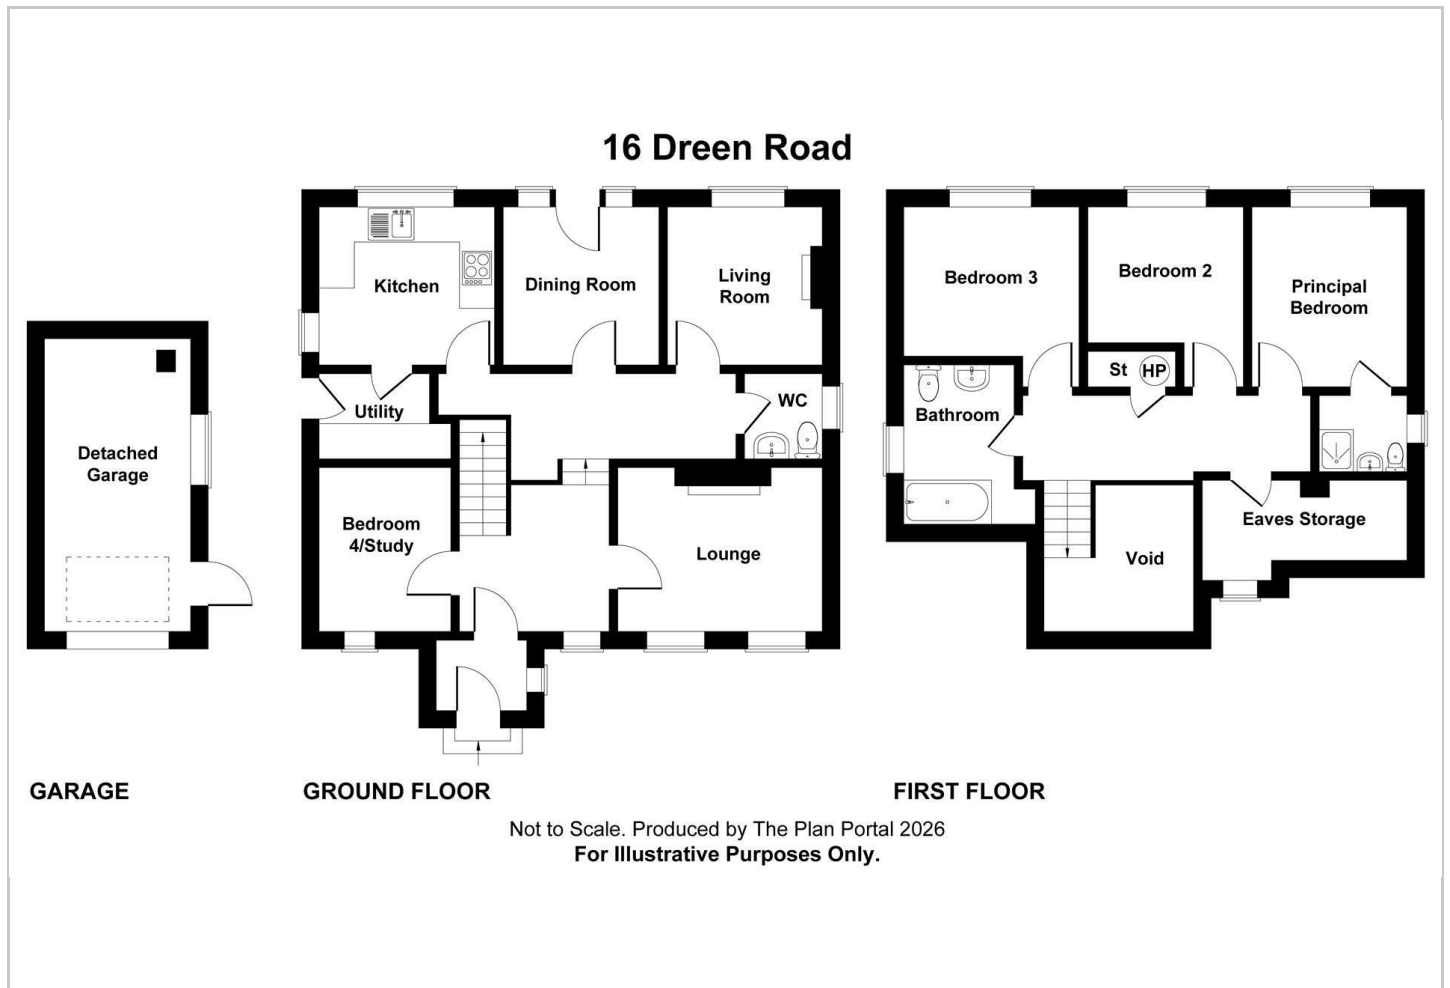 16 Dreen Road
Kitchen
Dining Room
Living
Room
Utility
WC
Bedroom
4/Study
Lounge
Detached
Garage
Bedroom 3
Bedroom 2
Principal
Bedroom
St
HP
Bathroom
Eaves Storage
Void
GARAGE
GROUND FLOOR
FIRST FLOOR
Not to Scale. Produced by The Plan Portal 2026
For Illustrative Purposes Only.